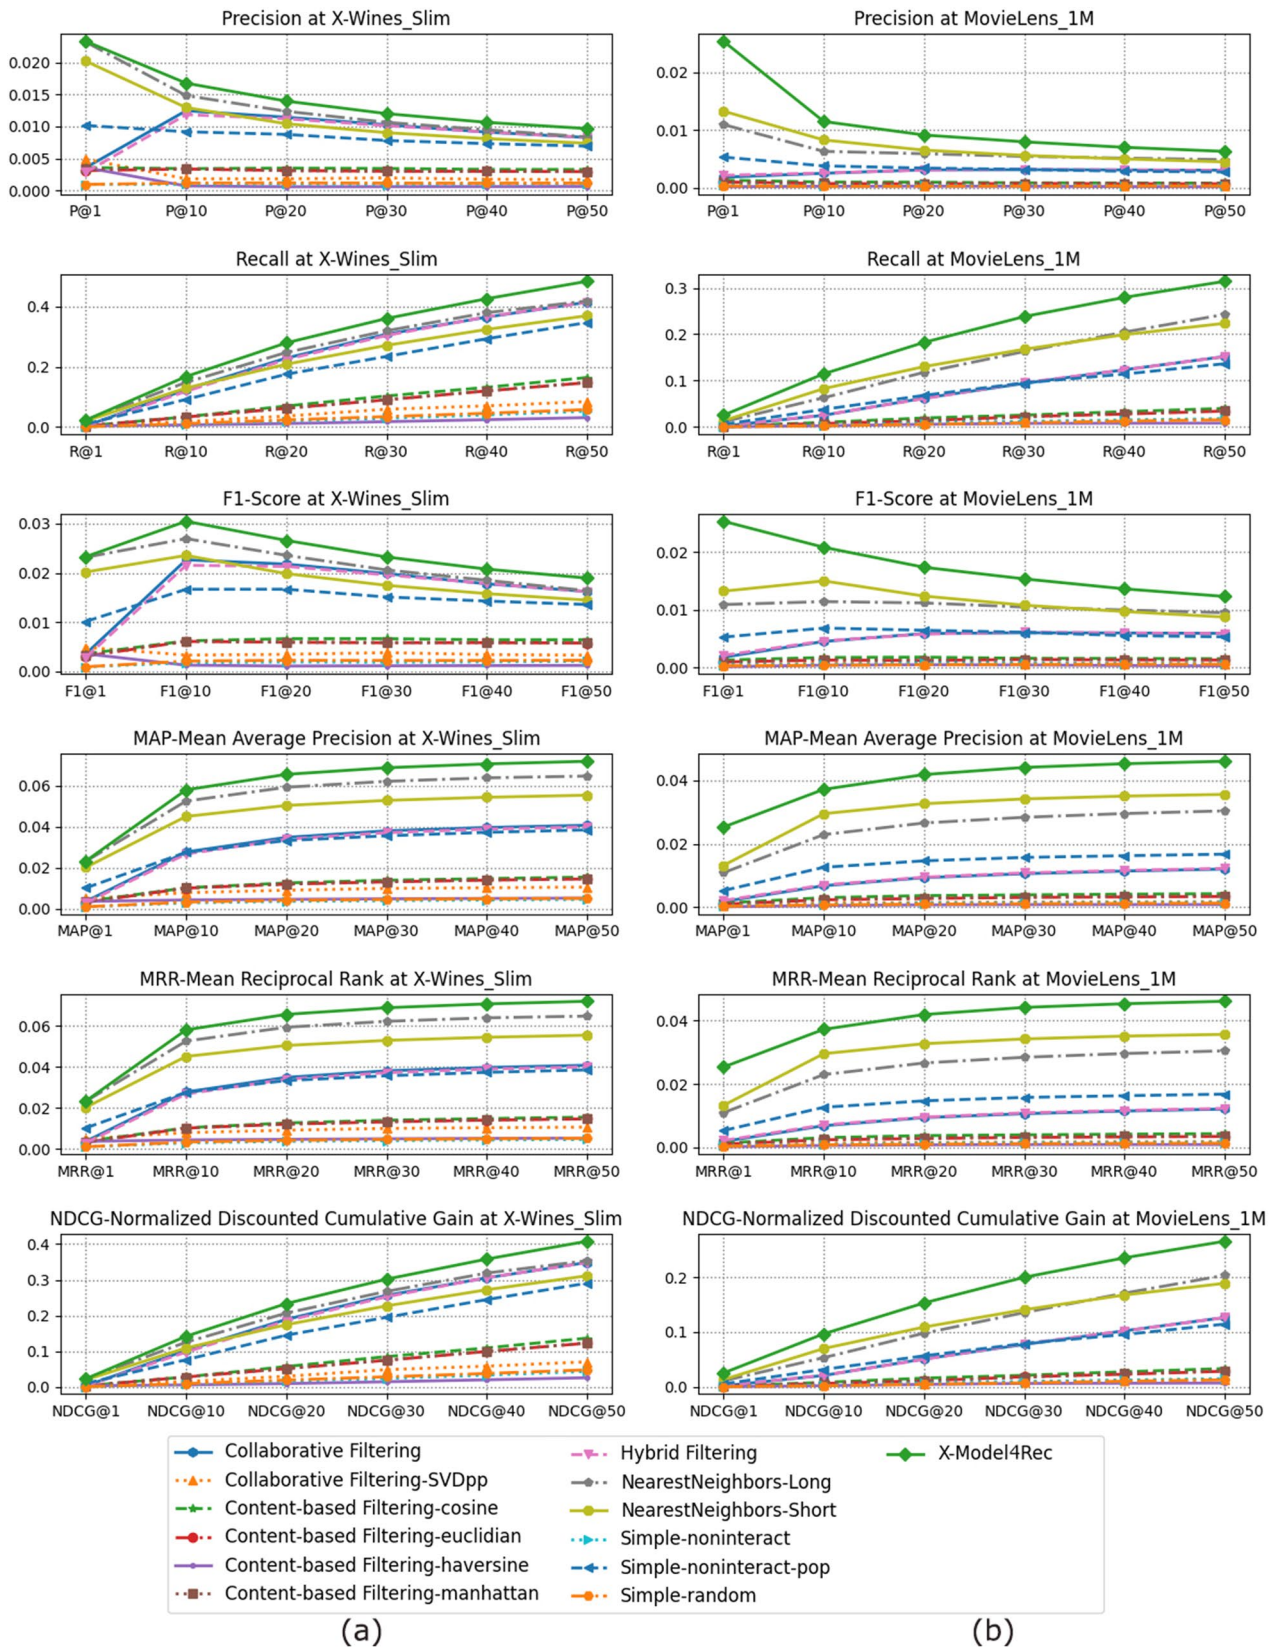 Precision at X-Wines_Slim
0.020
0.015
0.010
0.005
0.000
P@1 P@10 P@20 P@30 P@40 P@50
Precision at MovieLens_1M
0.02
0.01
0.00
P@1 P@10 P@20 P@30 P@40 P@50
Recall at X-Wines_Slim
0.4
0.2
0.0
R@1 R@10 R@20 R@30 R@40 R@50
Recall at MovieLens_1M
0.3
0.2
0.1
0.0
R@1 R@10 R@20 R@30 R@40 R@50
F1-Score at X-Wines_Slim
0.03
0.02
0.01
0.00
F1@1 F1@10 F1@20 F1@30 F1@40 F1@50
F1-Score at MovieLens_1M
0.02
0.01
0.00
F1@1 F1@10 F1@20 F1@30 F1@40 F1@50
MAP-Mean Average Precision at X-Wines_Slim
0.06
0.04
0.02
0.00
MAP@1 MAP@10 MAP@20 MAP@30 MAP@40 MAP@50
MAP-Mean Average Precision at MovieLens_1M
0.04
0.02
0.00
MAP@1 MAP@10 MAP@20 MAP@30 MAP@40 MAP@50
MRR-Mean Reciprocal Rank at X-Wines_Slim
0.06
0.04
0.02
0.00
MRR@1 MRR@10 MRR@20 MRR@30 MRR@40 MRR@50
MRR-Mean Reciprocal Rank at MovieLens_1M
0.04
0.02
0.00
MRR@1 MRR@10 MRR@20 MRR@30 MRR@40 MRR@50
NDCG-Normalized Discounted Cumulative Gain at X-Wines_Slim
0.4
0.3
0.2
0.1
0.0
NDCG@1 NDCG@10 NDCG@20 NDCG@30 NDCG@40 NDCG@50
NDCG-Normalized Discounted Cumulative Gain at MovieLens_1M
0.2
0.1
0.0
NDCG@1 NDCG@10 NDCG@20 NDCG@30 NDCG@40 NDCG@50
Collaborative Filtering
Collaborative Filtering-SVDpp
Content-based Filtering-cosine
Content-based Filtering-euclidian
Content-based Filtering-haversine
Content-based Filtering-manhattan
Hybrid Filtering
NearestNeighbors-Long
NearestNeighbors-Short
Simple-noninteract
Simple-noninteract-pop
Simple-random
X-Model4Rec
(a)
(b)